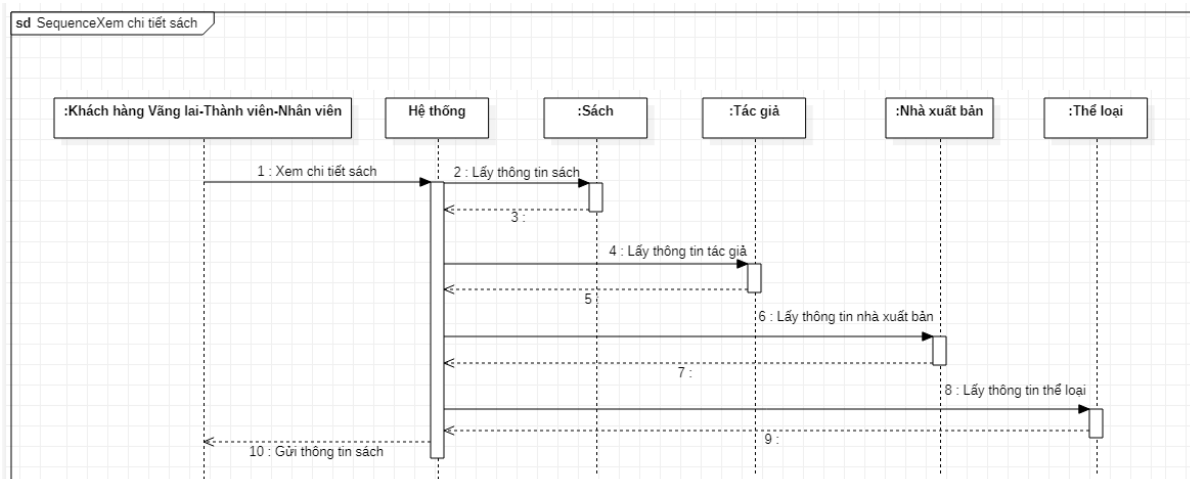 sd SequenceXem chi tiết sách
:Khách hàng Vãng lai-Thành viên-Nhân viên
Hệ thống
:Sách
:Tác giả
:Nhà xuất bản
:Thể loại
1 : Xem chi tiết sách
2 : Lấy thông tin sách
3 :
4 : Lấy thông tin tác giả
5 :
6 : Lấy thông tin nhà xuất bản
7 :
8 : Lấy thông tin thể loại
9 :
10 : Gửi thông tin sách